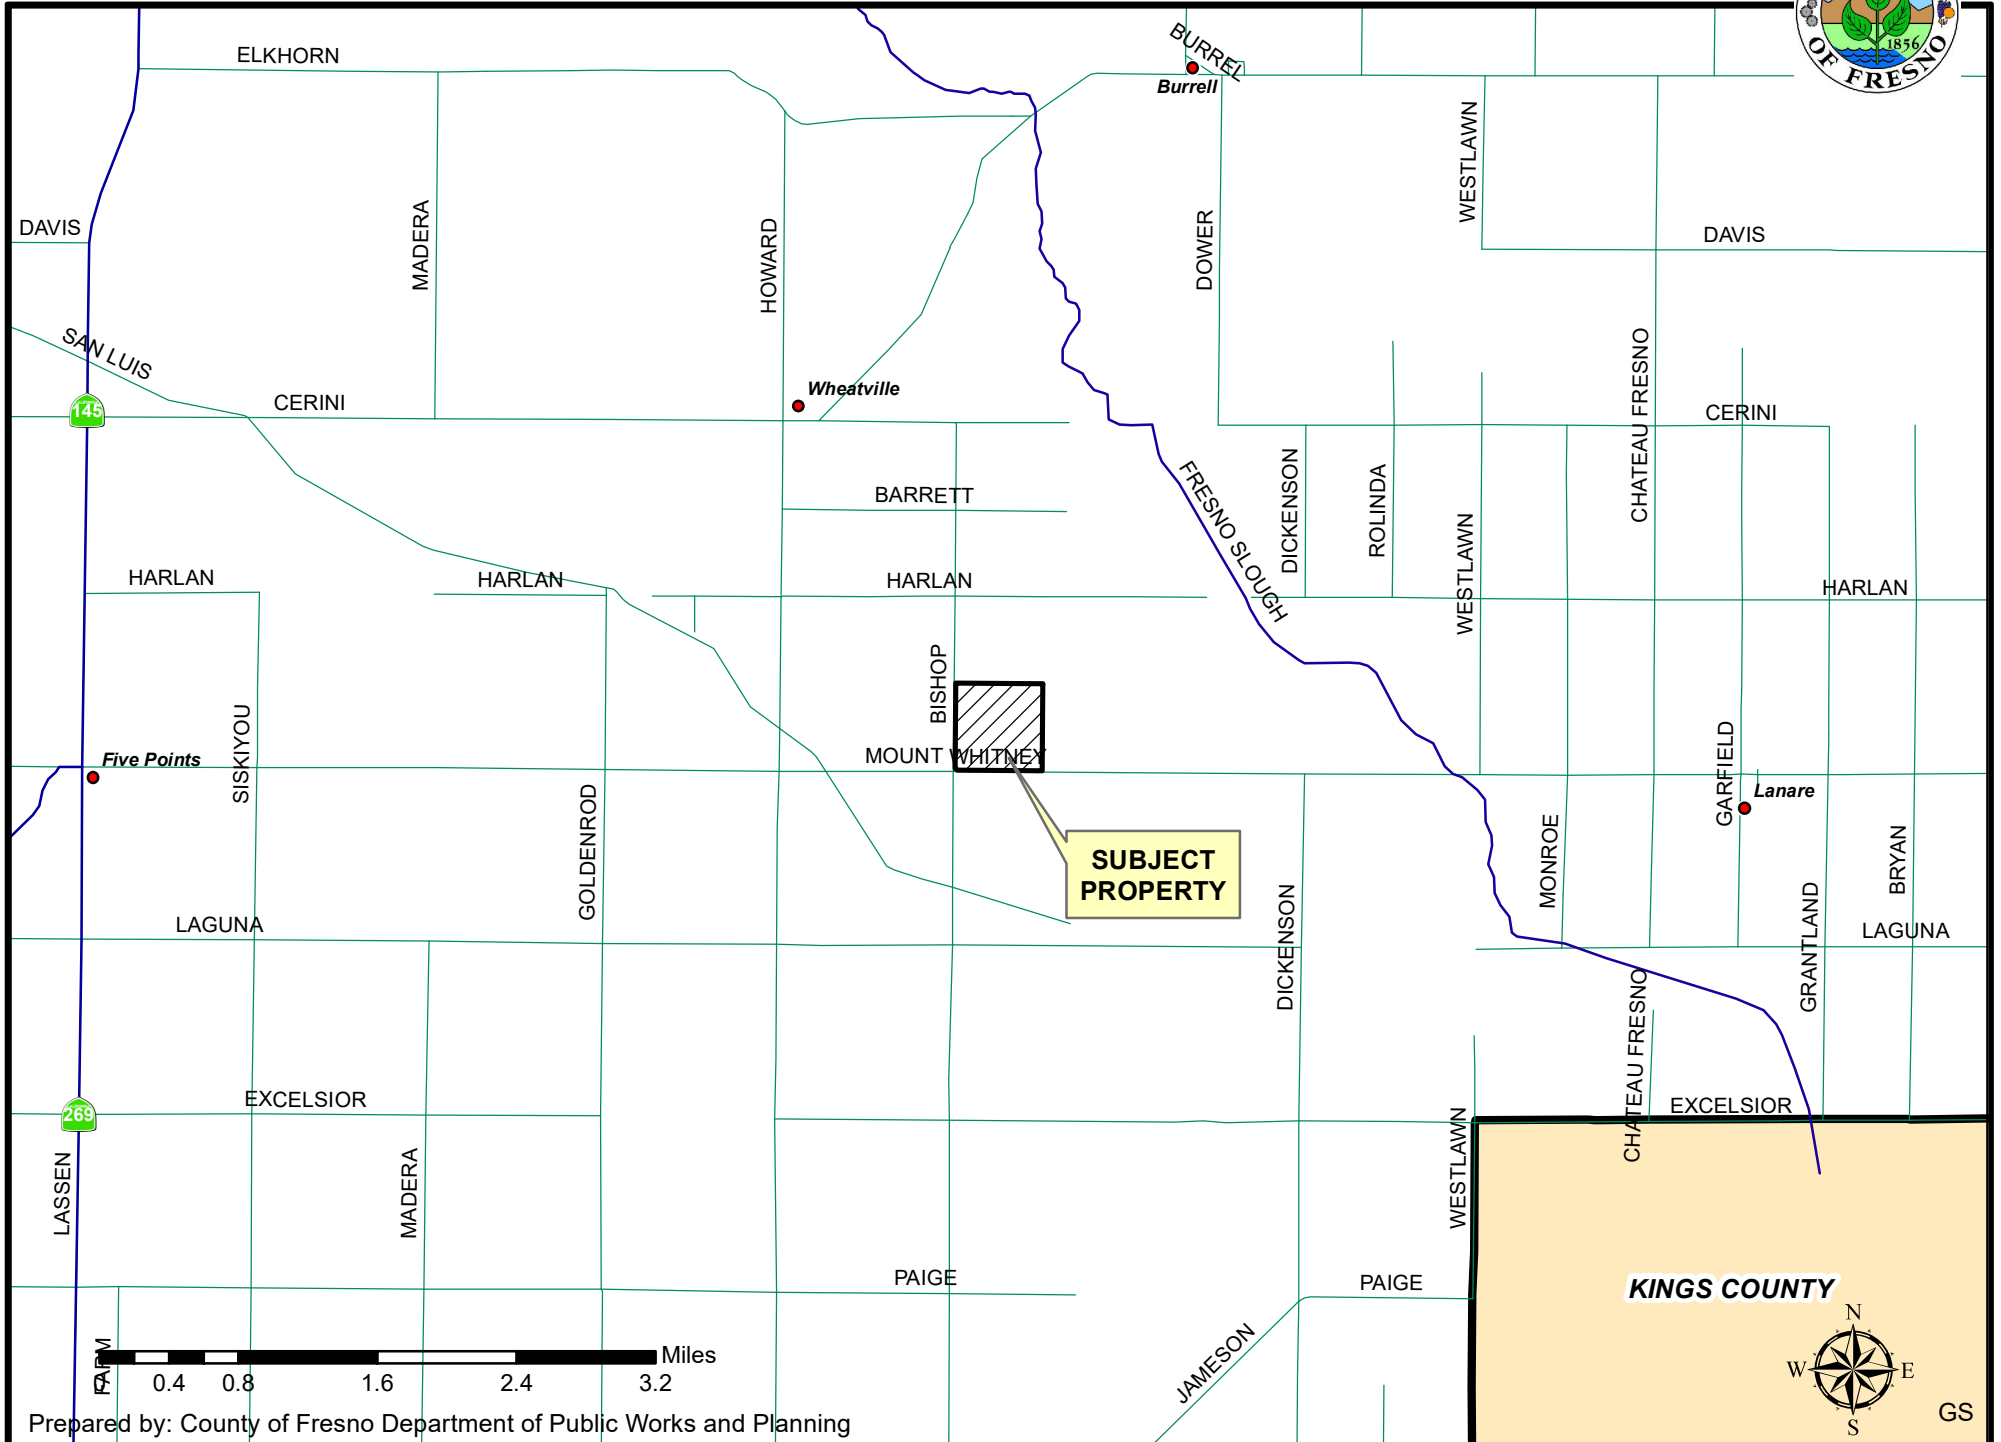 1856
OF FRESNO
ELKHORN
BURREL
Burrell
WESTLAWN
DAVIS
MADERA
HOWARD
DOWER
DAVIS
SAN LUIS
145
CERINI
Wheatville
CHATEAU FRESNO
CERINI
BARRETT
FRESNO SLOUGH
DICKENSON
ROLINDA
WESTLAWN
HARLAN
HARLAN
HARLAN
HARLAN
BISHOP
SISKIYOU
Five Points
MOUNT WHITNEY
GARFIELD
Lanare
GOLDENROD
SUBJECT
PROPERTY
MONROE
BRYAN
LAGUNA
DICKENSON
GRANTLAND
LAGUNA
CHATEAU FRESNO
EXCELSIOR
EXCELSIOR
269
LASSEN
MADERA
WESTLAWN
PAIGE
PAIGE
KINGS COUNTY
JAMESON
FARM
Miles
0 0.4 0.8 1.6 2.4 3.2
N
W E
S
GS
Prepared by: County of Fresno Department of Public Works and Planning